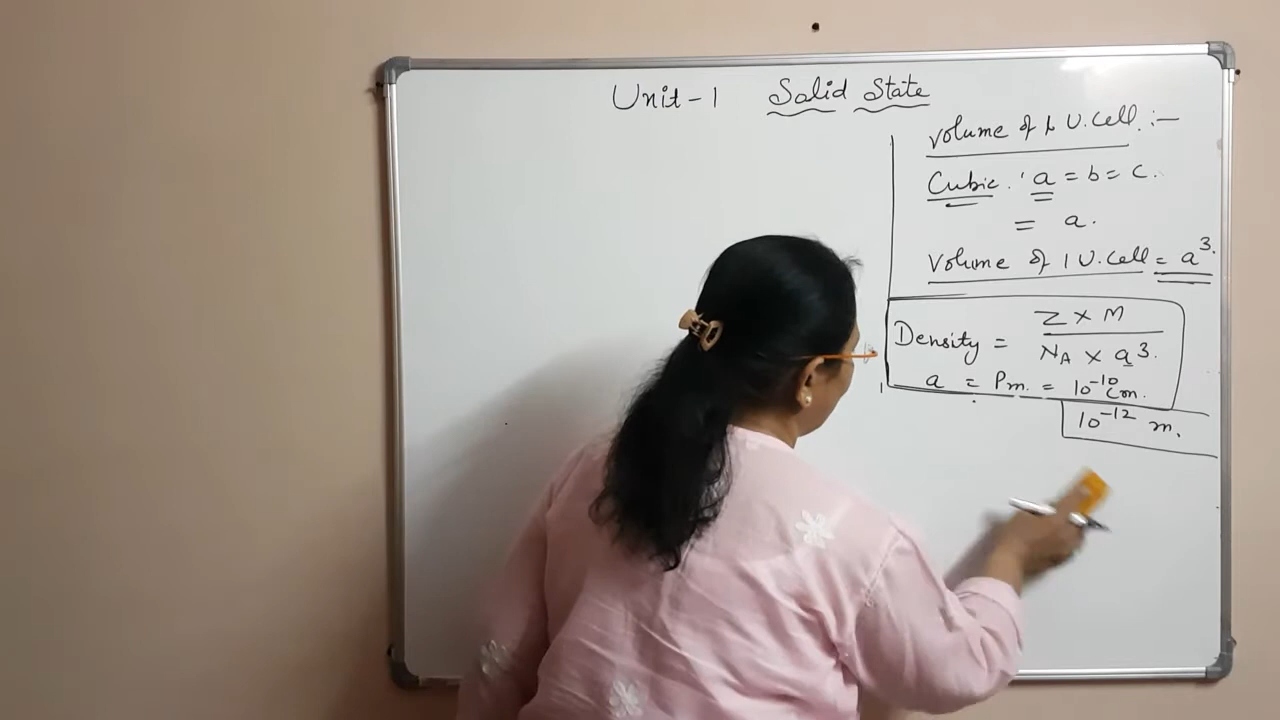 Unit-1 Solid State
Volume of 1 U.cell :-
Cubic. a = b = c.
= a.
Volume of 1 U.cell = a³.
Density = Z × M / N_A × a³.
a = Pm. = 10⁻¹⁰ cm.
10⁻¹² m.